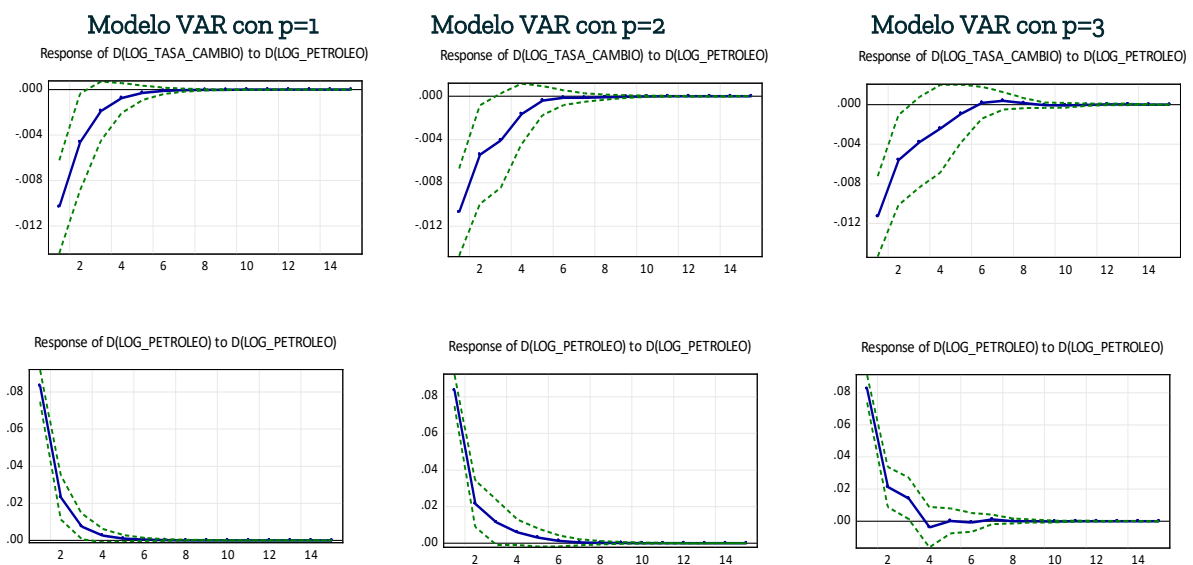 Modelo VAR con p=1
Response of D(LOG_TASA_CAMBIO) to D(LOG_PETROLEO)
.000
-.004
-.008
-.012
2 4 6 8 10 12 14
Modelo VAR con p=2
Response of D(LOG_TASA_CAMBIO) to D(LOG_PETROLEO)
.000
-.004
-.008
-.012
2 4 6 8 10 12 14
Modelo VAR con p=3
Response of D(LOG_TASA_CAMBIO) to D(LOG_PETROLEO)
.000
-.004
-.008
-.012
2 4 6 8 10 12 14
Response of D(LOG_PETROLEO) to D(LOG_PETROLEO)
.08
.06
.04
.02
.00
2 4 6 8 10 12 14
Response of D(LOG_PETROLEO) to D(LOG_PETROLEO)
.08
.06
.04
.02
.00
2 4 6 8 10 12 14
Response of D(LOG_PETROLEO) to D(LOG_PETROLEO)
.08
.06
.04
.02
.00
2 4 6 8 10 12 14